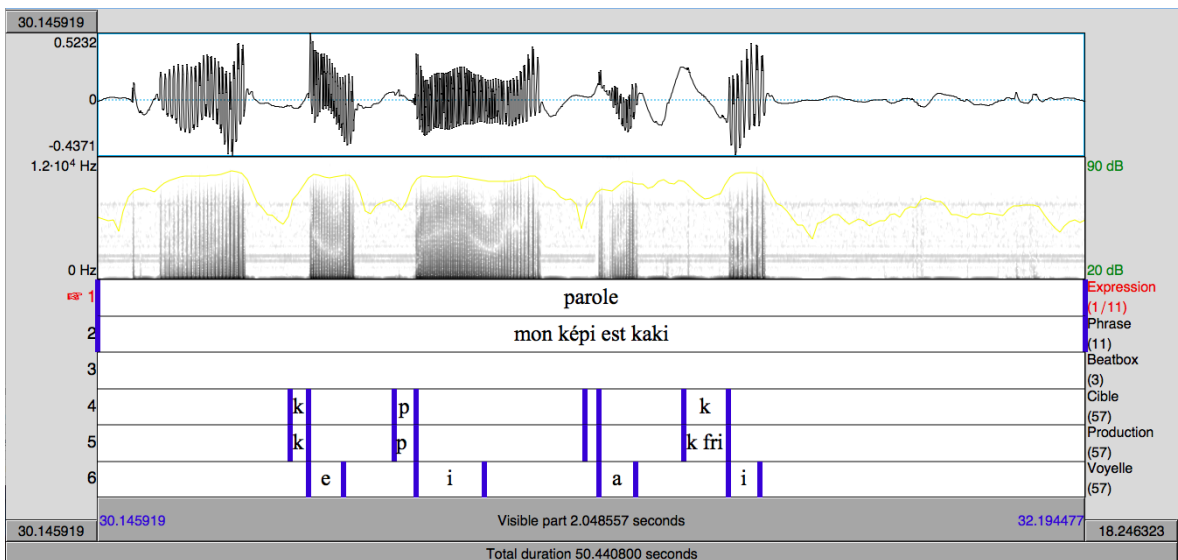 30.145919
0.5232
0
-0.4371
1.2·10⁴ Hz
90 dB
0 Hz
20 dB
1 parole Expression
(1/11)
2 mon képi est kaki Phrase
(11)
3 Beatbox
(3)
4 k p k Cible
(57)
5 k p k fri Production
(57)
6 e i a i Voyelle
(57)
30.145919 Visible part 2.048557 seconds 32.194477
30.145919 18.246323
Total duration 50.440800 seconds